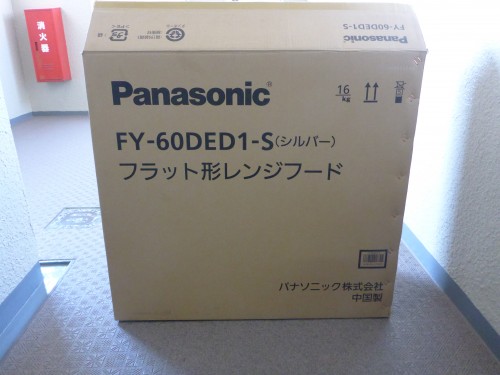 消火器
Panasonic
FY-60DED1-S
Panasonic
16
kg
FY-60DED1-S(シルバー)
フラット形レンジフード
パナソニック株式会社
中国製